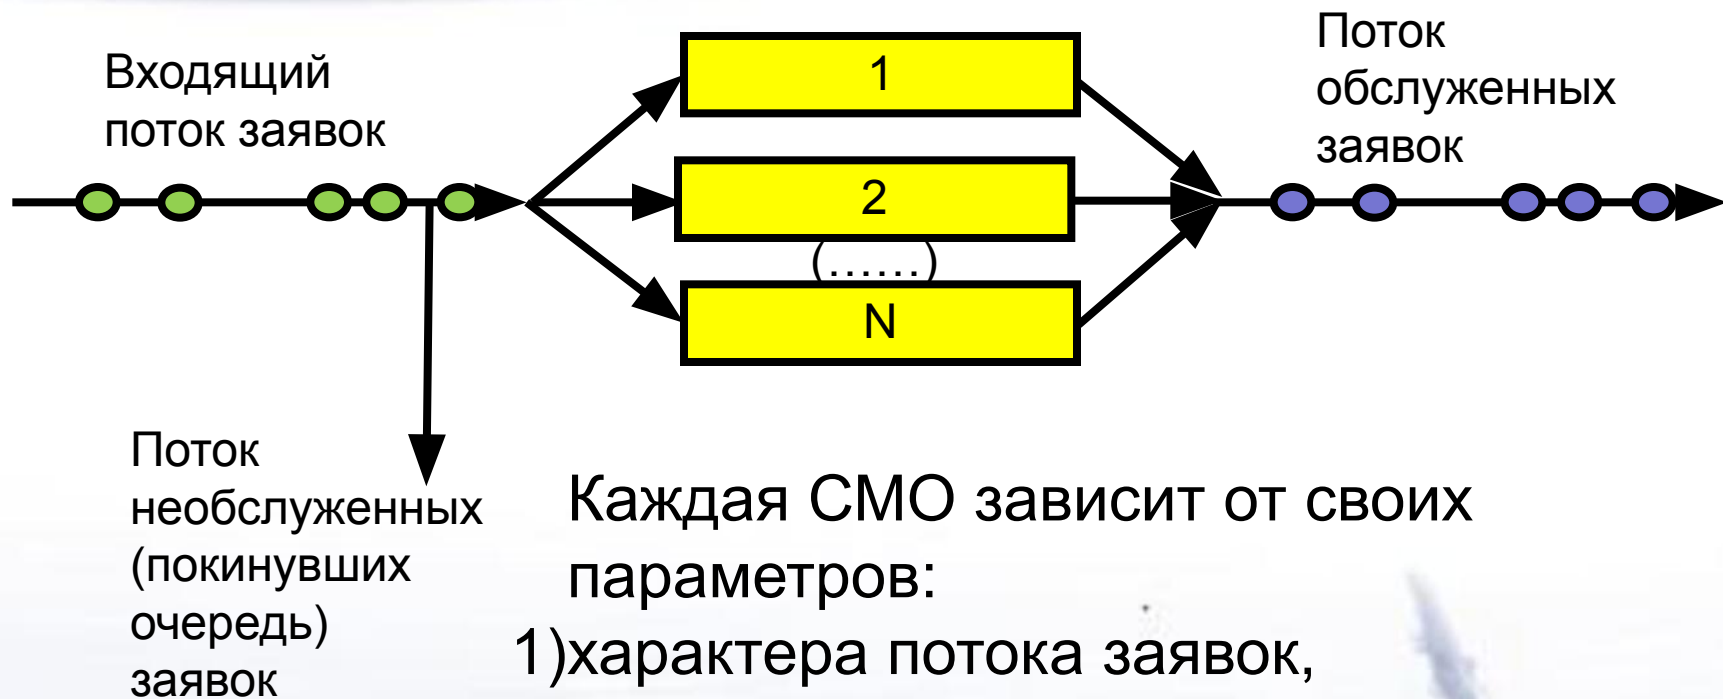 Входящий
поток заявок
1
2
(......)
N
Поток
обслуженных
заявок
Поток
необслуженных
(покинувших
очередь)
заявок
Каждая СМО зависит от своих
параметров:
1)характера потока заявок,